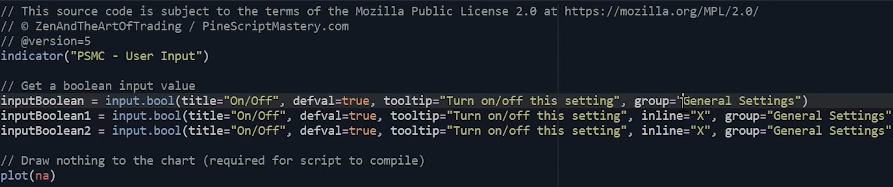 // This source code is subject to the terms of the Mozilla Public License 2.0 at https://mozilla.org/MPL/2.0/
// © ZenAndTheArtOfTrading / PineScriptMastery.com
// @version=5
indicator("PSMC - User Input")
// Get a boolean input value
inputBoolean = input.bool(title="On/Off", defval=true, tooltip="Turn on/off this setting", group="General Settings")
inputBoolean1 = input.bool(title="On/Off", defval=true, tooltip="Turn on/off this setting", inline="X", group="General Settings"
inputBoolean2 = input.bool(title="On/Off", defval=true, tooltip="Turn on/off this setting", inline="X", group="General Settings"
// Draw nothing to the chart (required for script to compile)
plot(na)